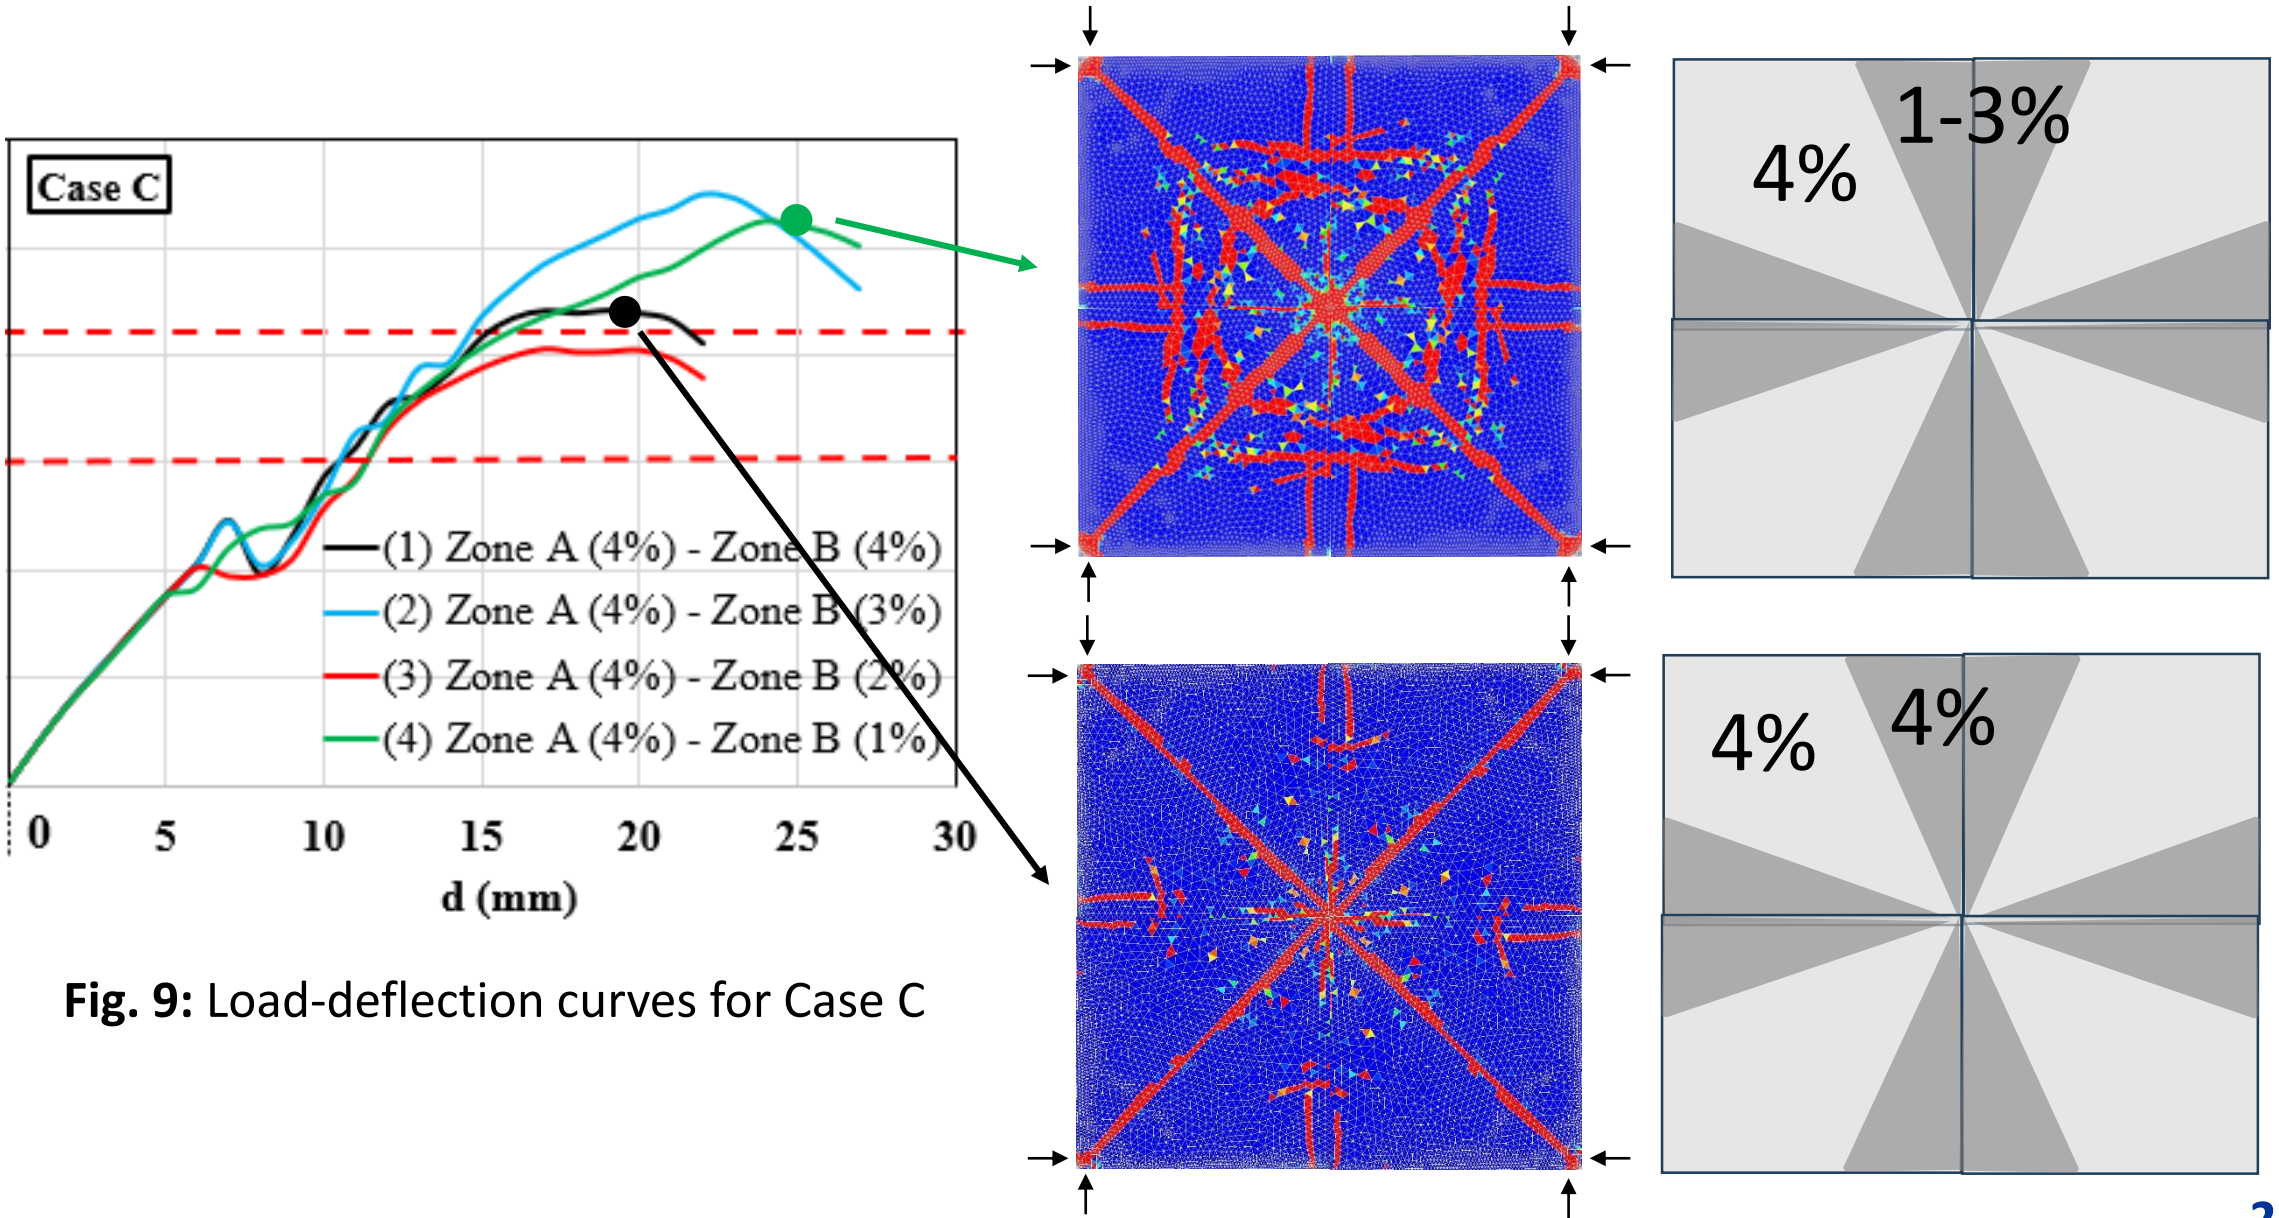 Case C
(1) Zone A (4%) - Zone B (4%)
(2) Zone A (4%) - Zone B (3%)
(3) Zone A (4%) - Zone B (2%)
(4) Zone A (4%) - Zone B (1%)
0 5 10 15 20 25 30
d (mm)
Fig. 9: Load-deflection curves for Case C
1-3%
4%
4%
4%